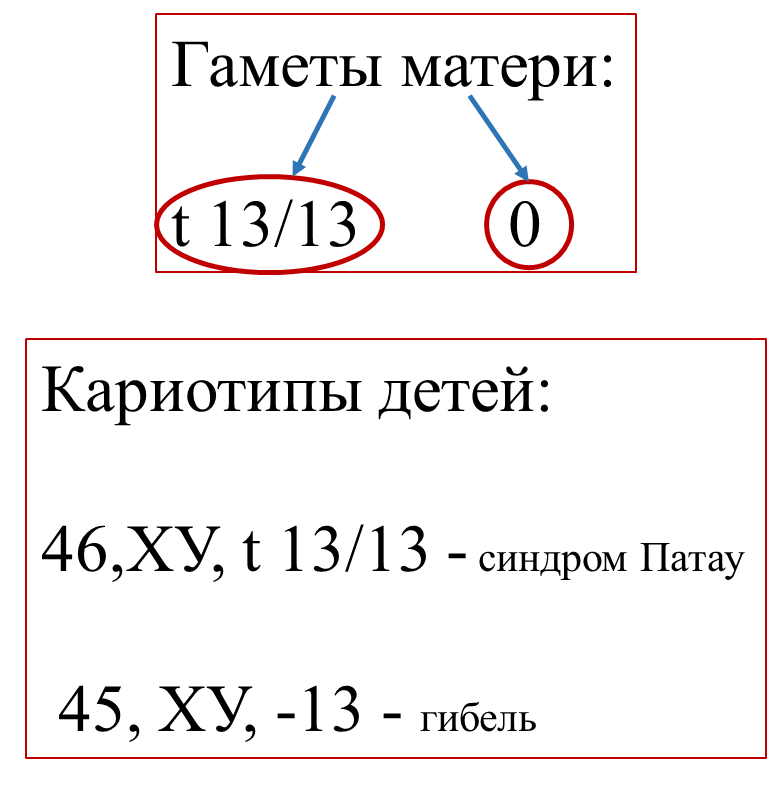 Гаметы матери:
t 13/13 0
Кариотипы детей:
46,ХУ, t 13/13 - синдром Патау
45, ХУ, -13 - гибель